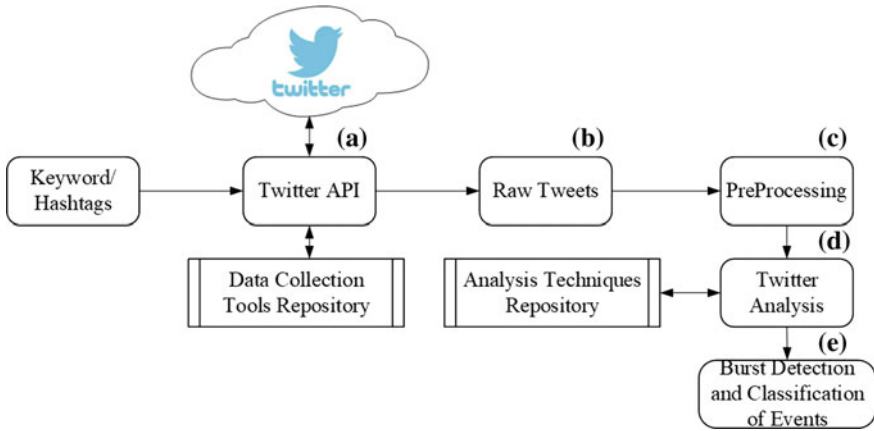 twitter
(a)
(b)
(c)
Keyword/
Hashtags
Twitter API
Raw Tweets
PreProcessing
(d)
Data Collection
Tools Repository
Analysis Techniques
Repository
Twitter
Analysis
(e)
Burst Detection
and Classification
of Events